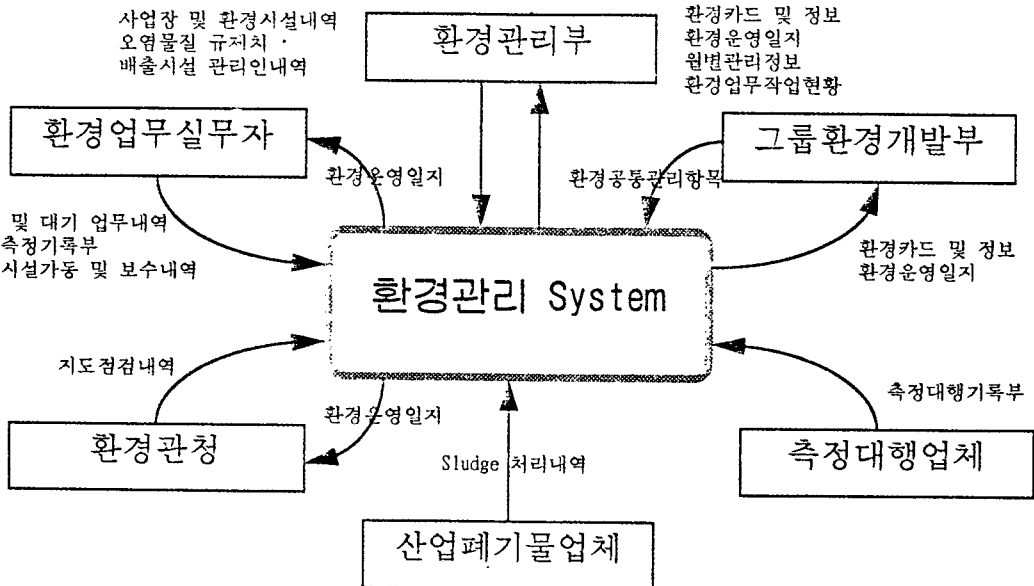 사업장 및 환경시설내역
오염물질 규제치
배출시설 관리인내역
환경관리부
환경카드 및 정보
환경운영일지
월별관리정보
환경업무작업현황
환경업무실무자
그룹환경개발부
환경운영일지
환경공통관리항목
및 대기 업무내역
측정기록부
시설가동 및 보수내역
환경카드 및 정보
환경운영일지
환경관리 System
지도점검내역
측정대행기록부
환경운영일지
환경관청
Sludge 처리내역
측정대행업체
산업폐기물업체